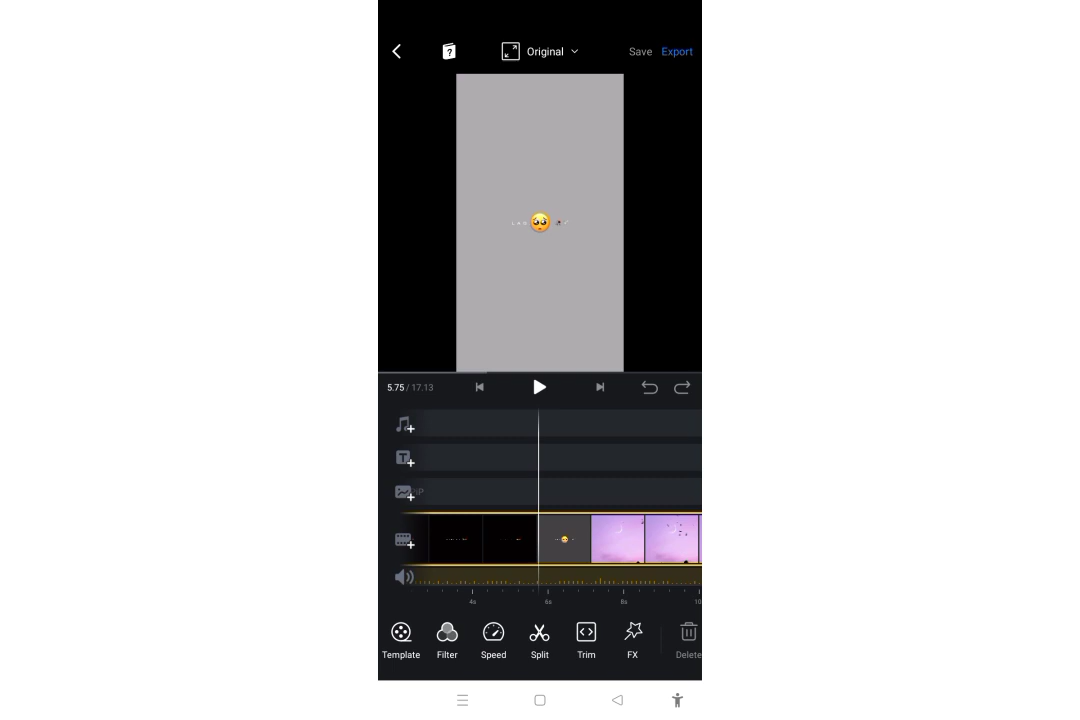 Original
Save
Export
5.75 / 17.13
4s
6s
8s
10
Template
Filter
Speed
Split
Trim
FX
Delete